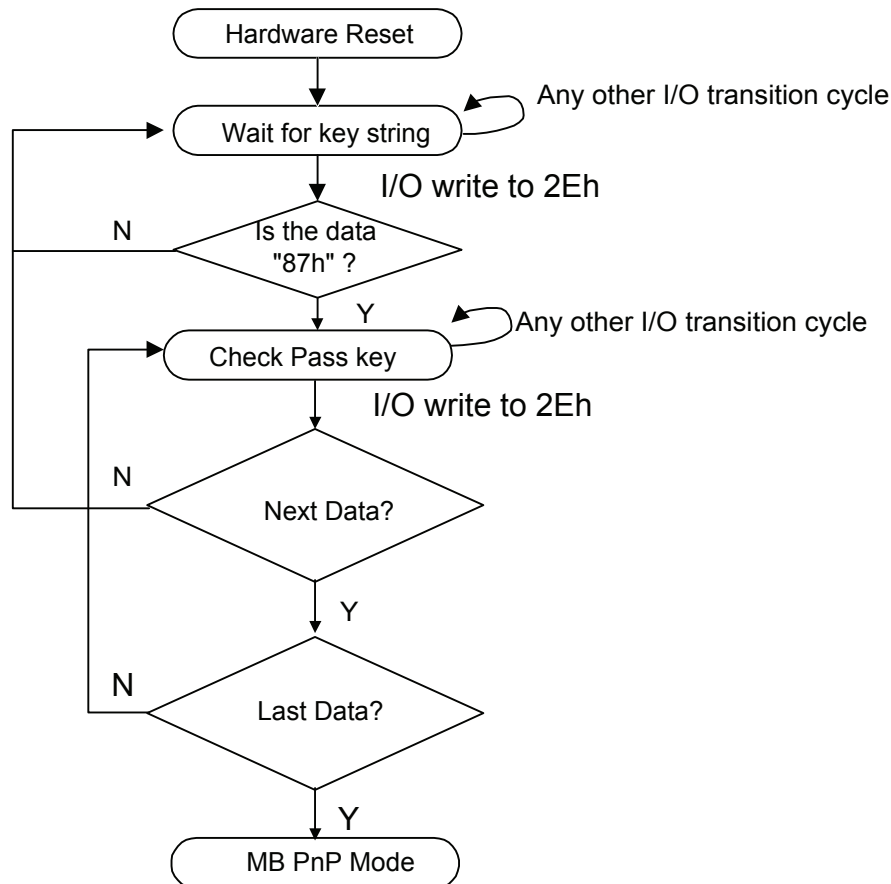 Hardware Reset
Any other I/O transition cycle
Wait for key string
I/O write to 2Eh
N
Is the data
"87h" ?
Y
Any other I/O transition cycle
Check Pass key
I/O write to 2Eh
N
Next Data?
Y
N
Last Data?
Y
MB PnP Mode